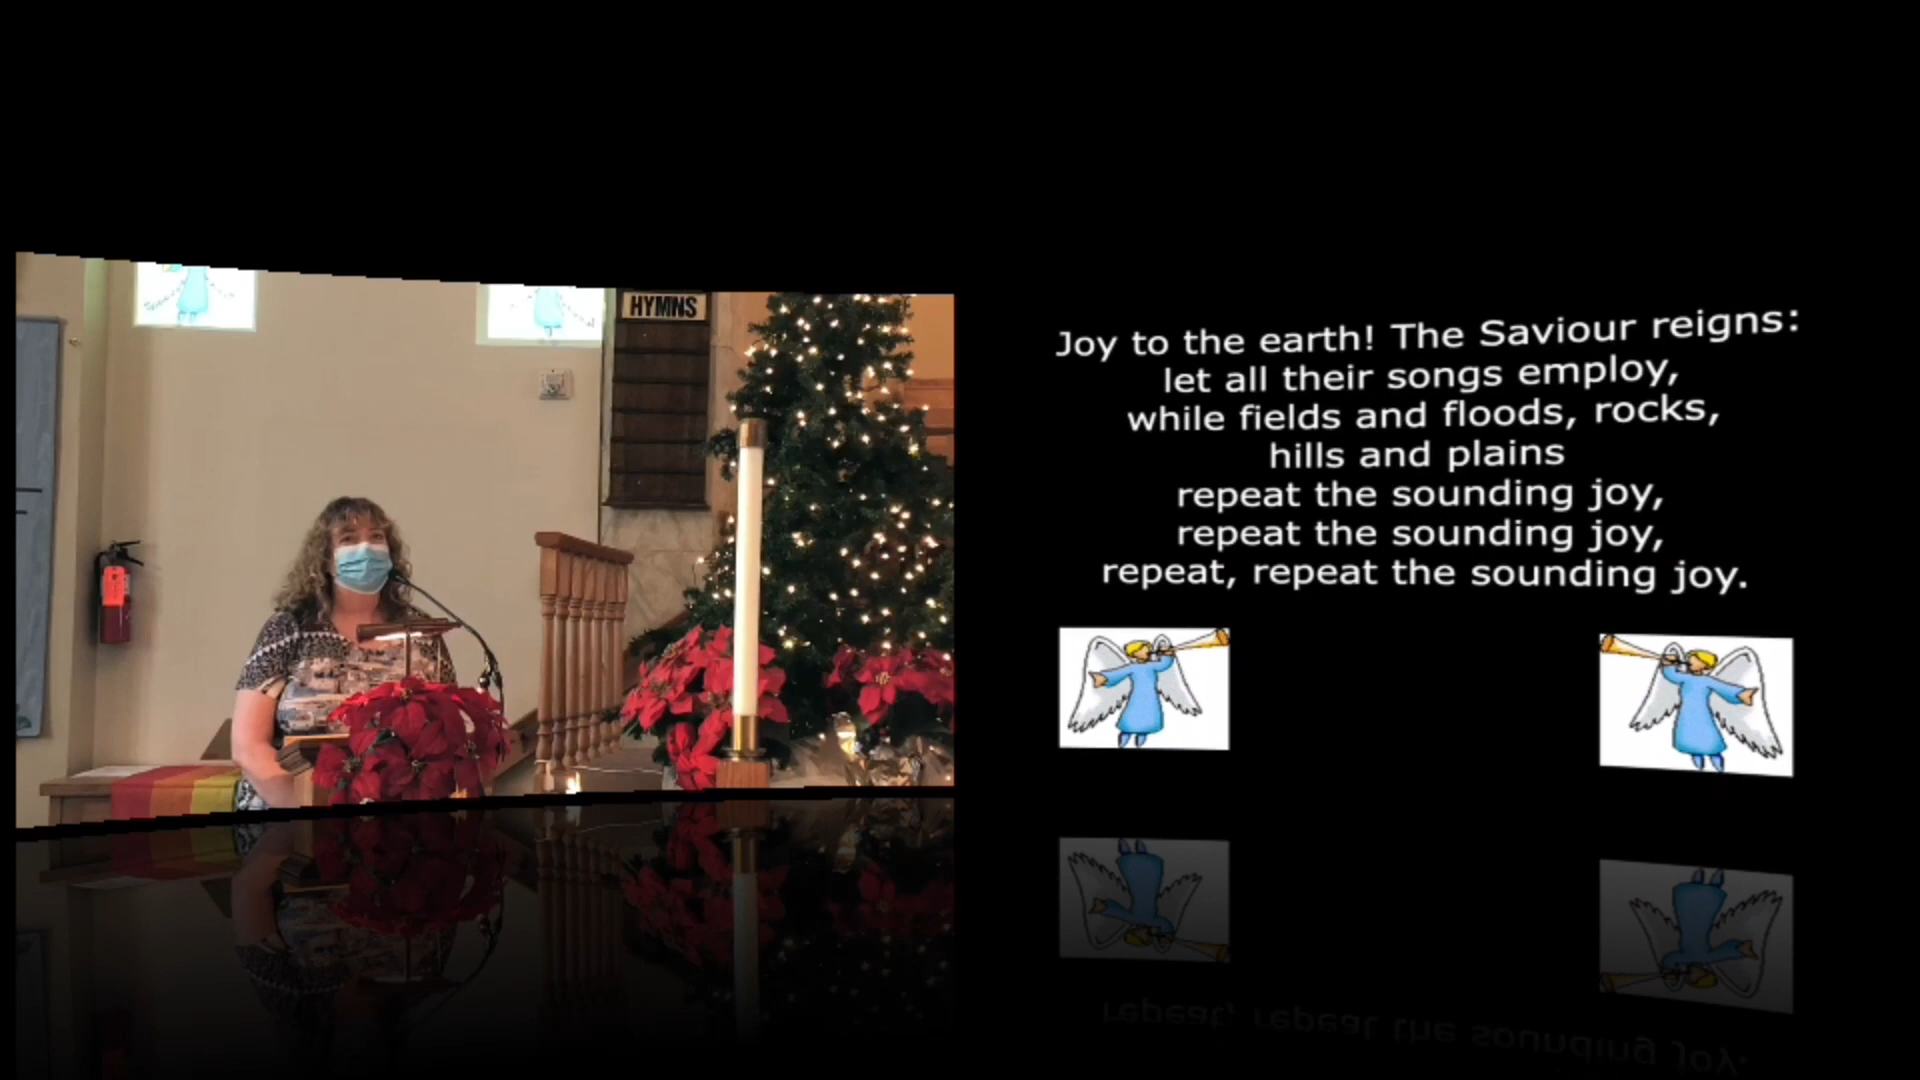 HYMNS
Joy to the earth! The Saviour reigns:
let all their songs employ,
while fields and floods, rocks,
hills and plains
repeat the sounding joy,
repeat the sounding joy,
repeat, repeat the sounding joy.